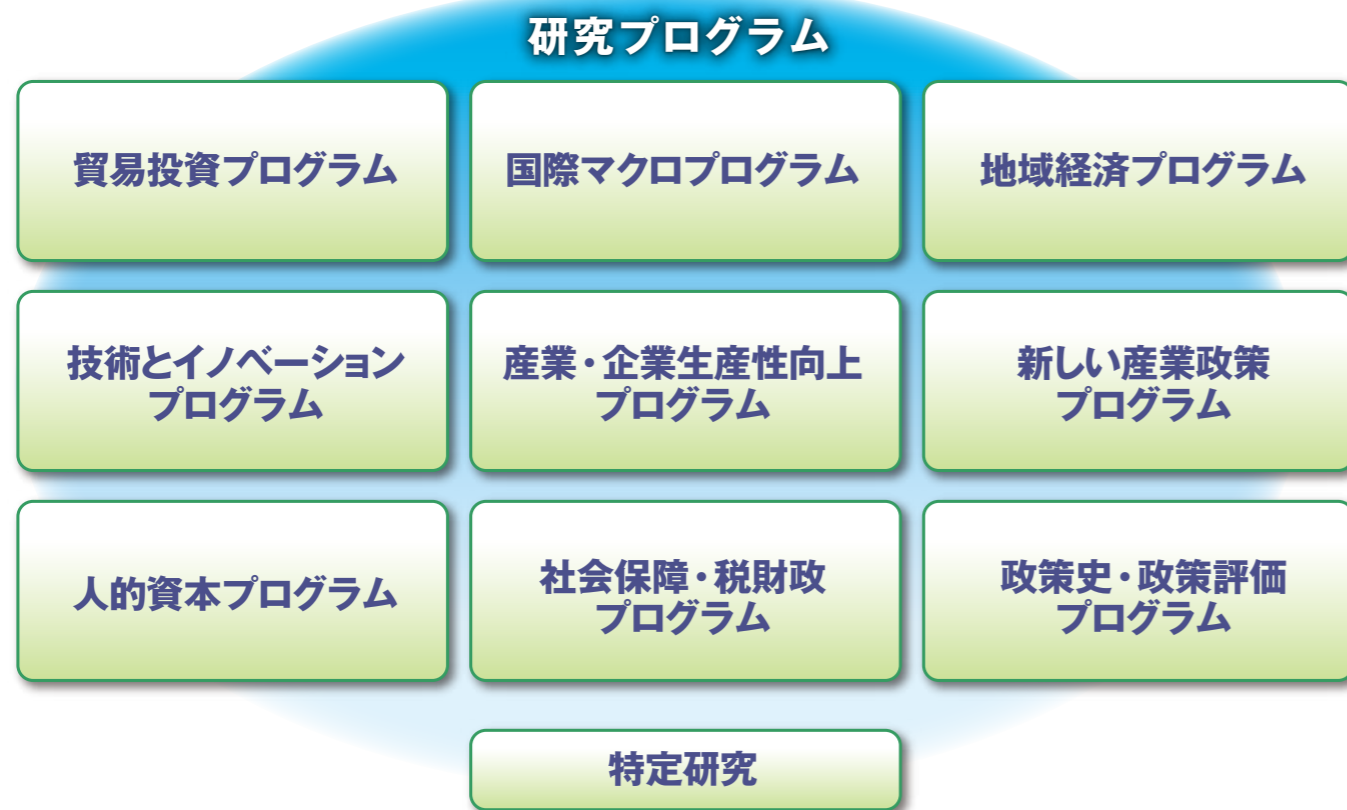 研究プログラム
貿易投資プログラム
国際マクロプログラム
地域経済プログラム
技術とイノベーション
プログラム
産業・企業生産性向上
プログラム
新しい産業政策
プログラム
人的資本プログラム
社会保障・税財政
プログラム
政策史・政策評価
プログラム
特定研究